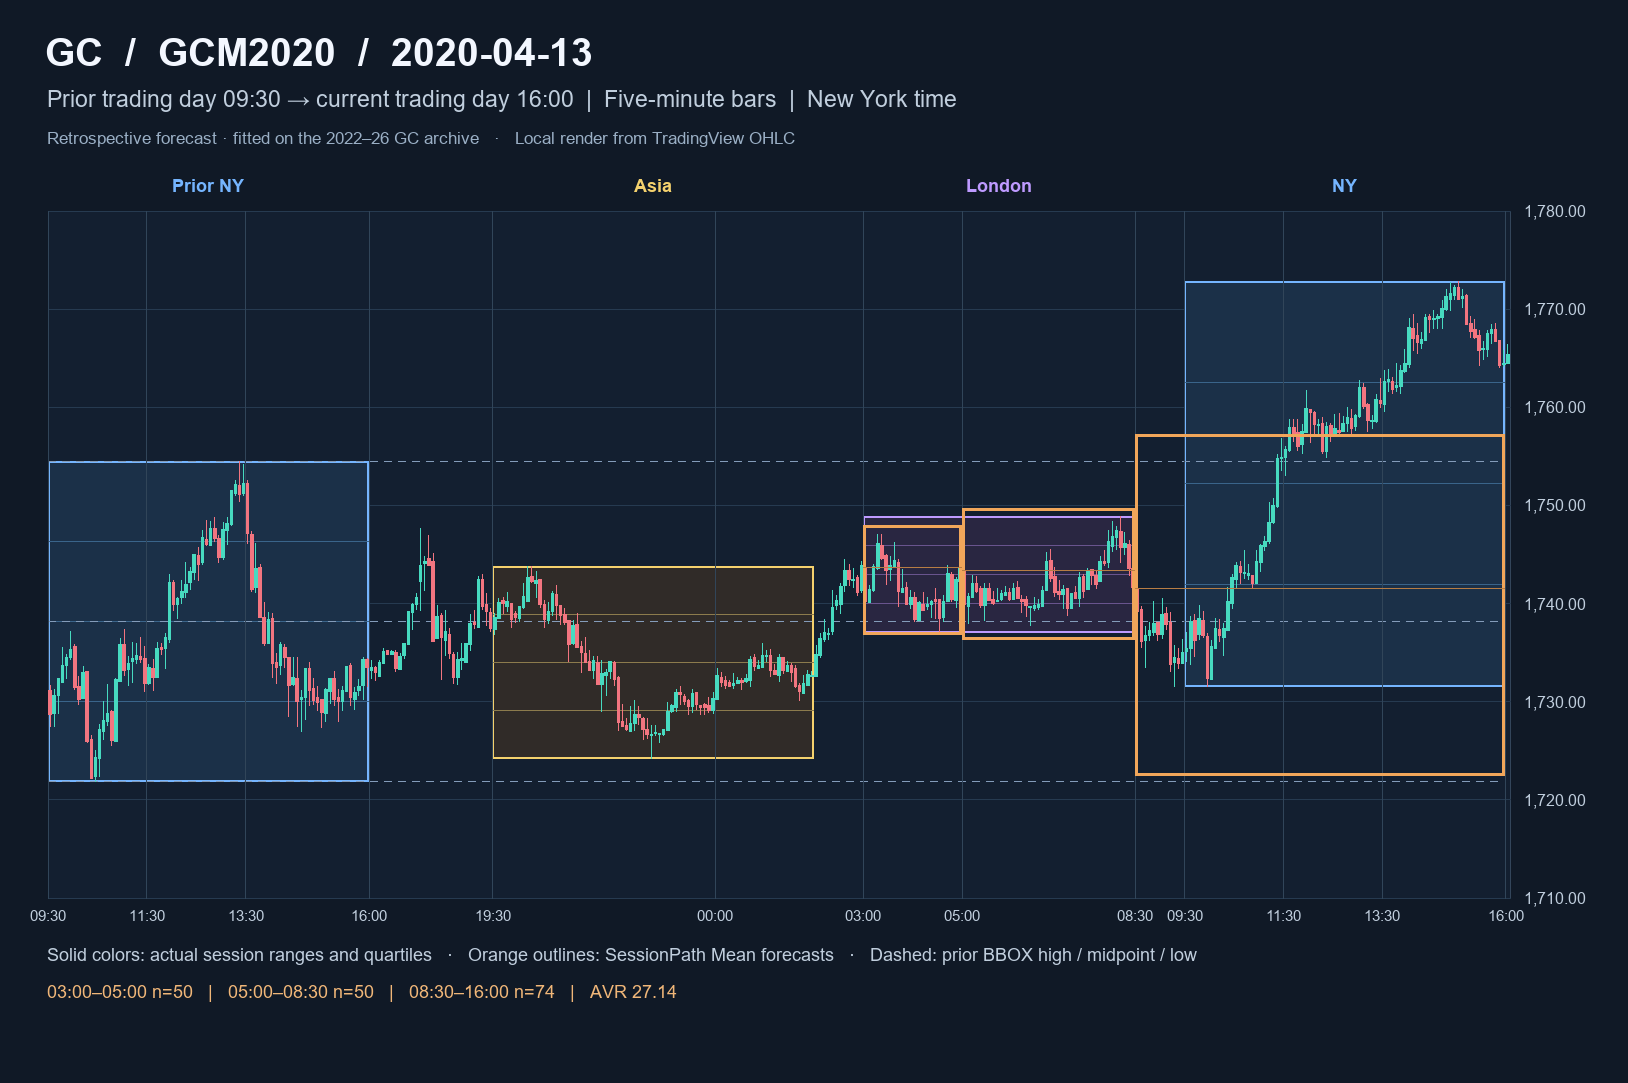 GC / GCM2020 / 2020-04-13
Prior trading day 09:30 → current trading day 16:00 | Five-minute bars | New York time
Retrospective forecast · fitted on the 2022–26 GC archive · Local render from TradingView OHLC
Prior NY Asia London NY
1,780.00
1,770.00
1,760.00
1,750.00
1,740.00
1,730.00
1,720.00
1,710.00
09:30 11:30 13:30 16:00 19:30 00:00 03:00 05:00 08:30 09:30 11:30 13:30 16:00
Solid colors: actual session ranges and quartiles · Orange outlines: SessionPath Mean forecasts · Dashed: prior BBOX high / midpoint / low
03:00–05:00 n=50 | 05:00–08:30 n=50 | 08:30–16:00 n=74 | AVR 27.14